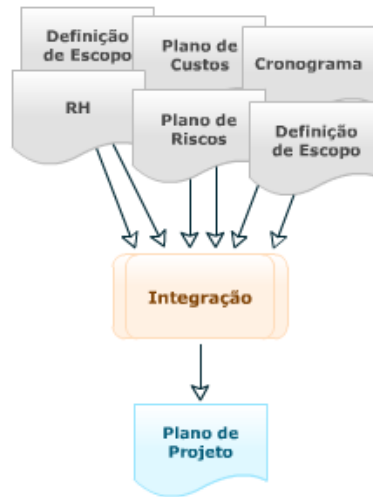 Definição
de Escopo
Plano de
Custos
Cronograma
RH
Plano de
Riscos
Definição
de Escopo
Integração
Plano de
Projeto